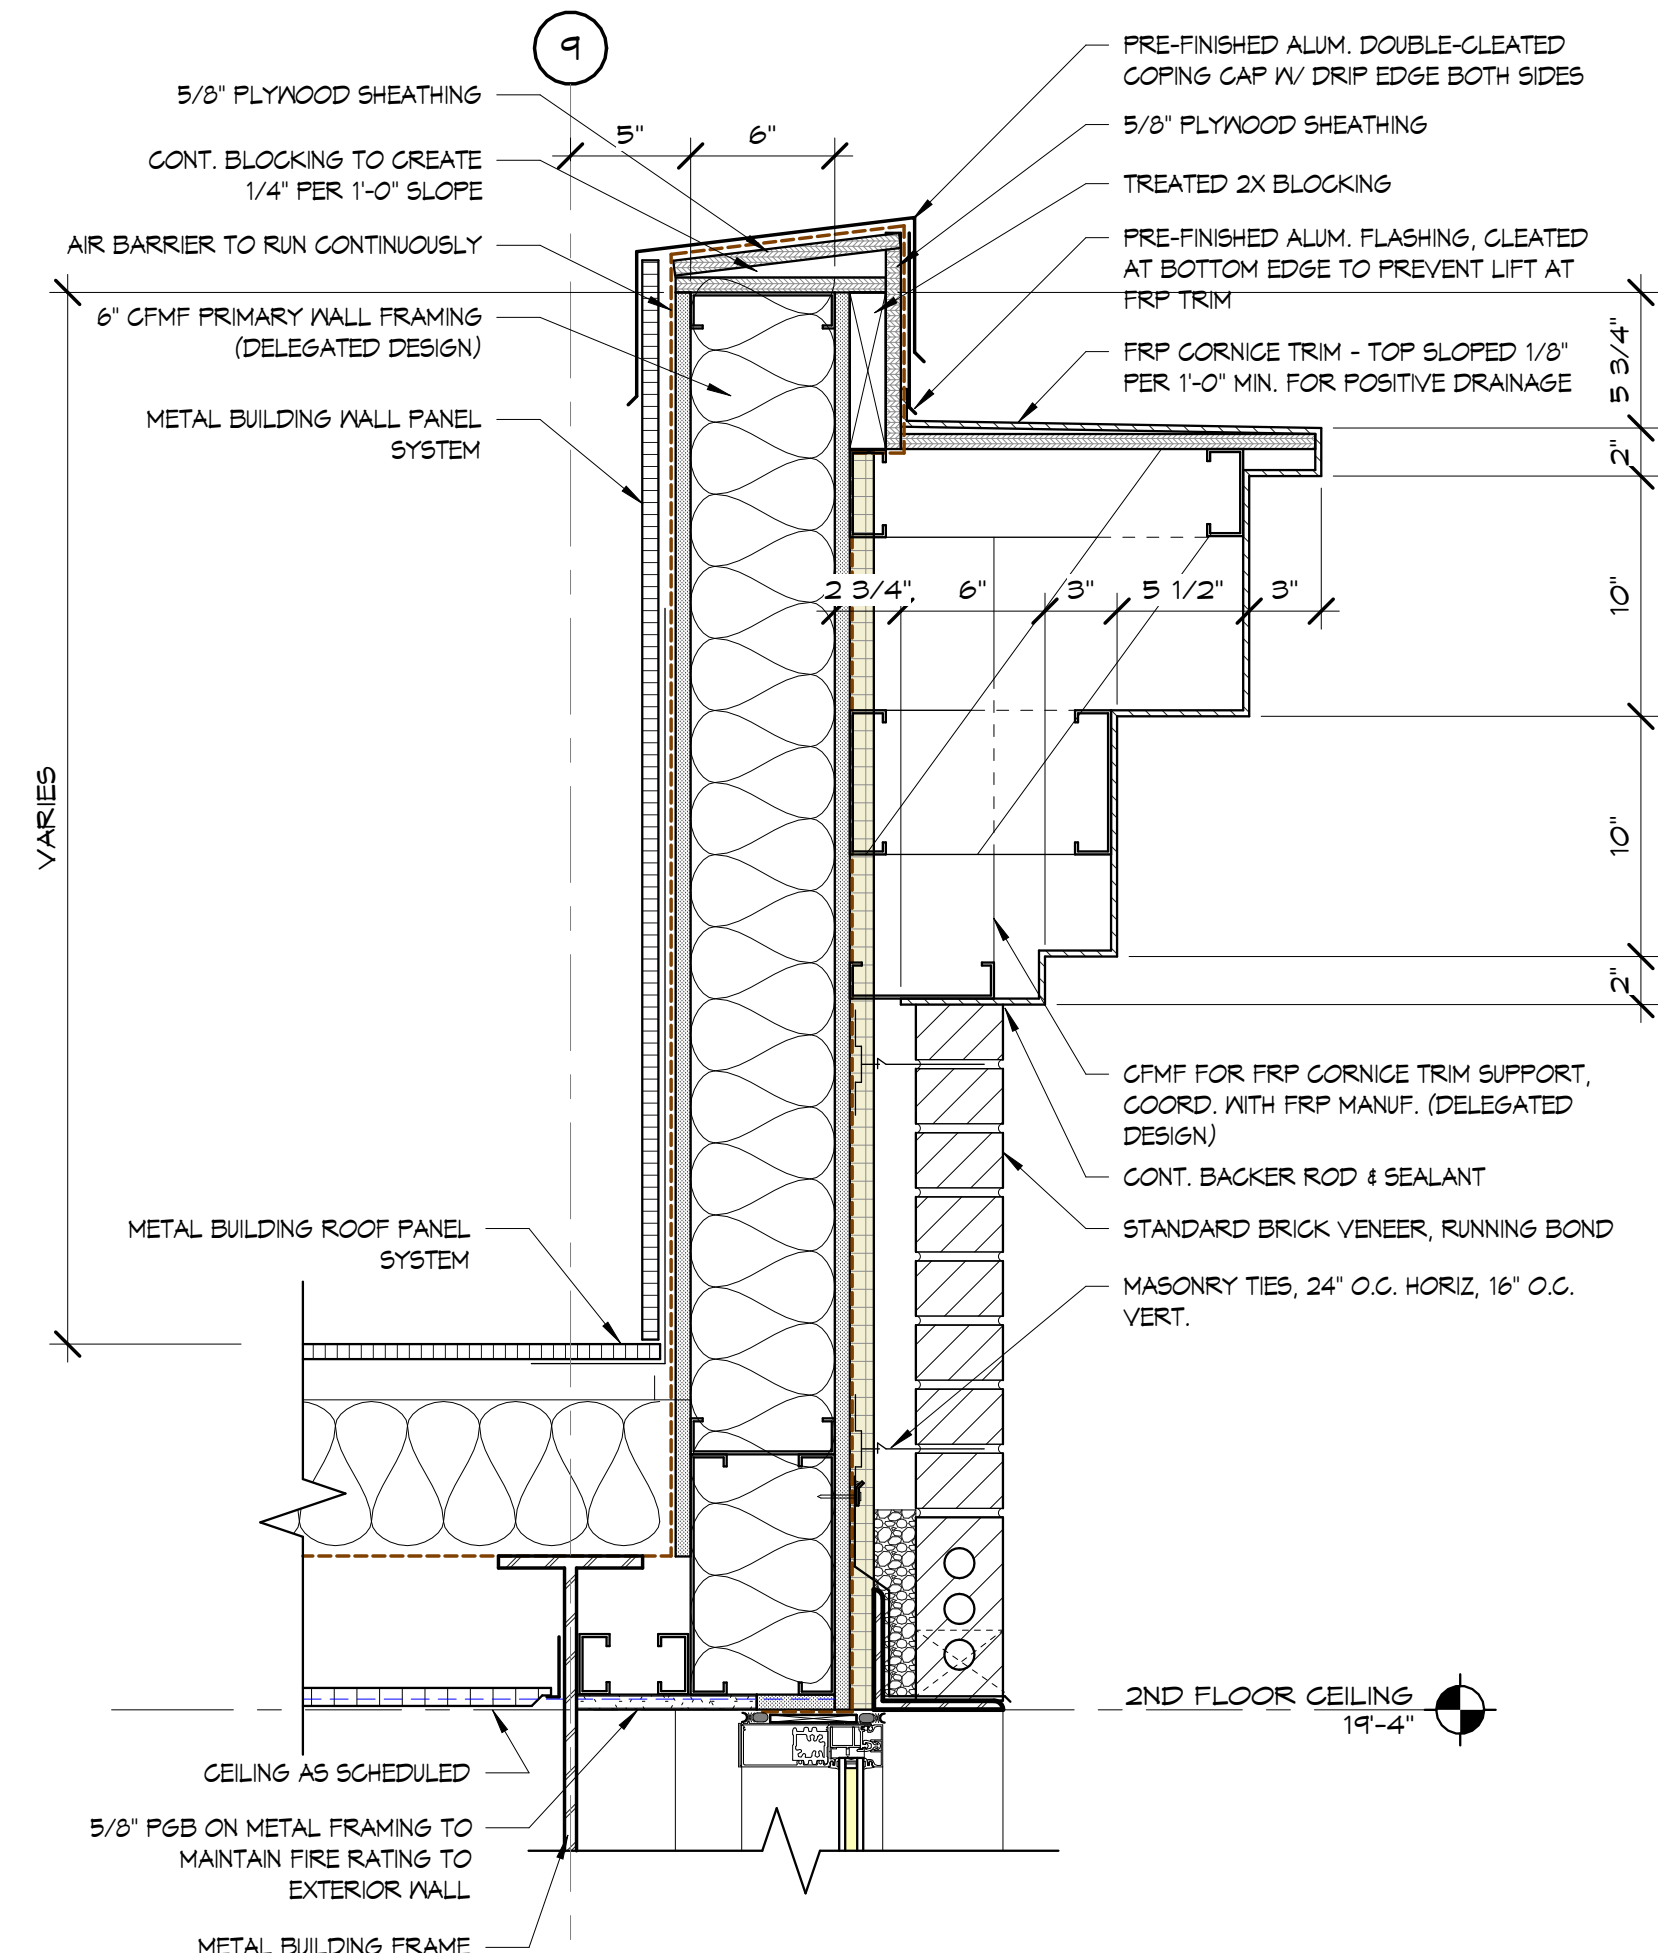 9
5/8" PLYWOOD SHEATHING
CONT. BLOCKING TO CREATE
1/4" PER 1'-0" SLOPE
AIR BARRIER TO RUN CONTINUOUSLY
6" CFMF PRIMARY WALL FRAMING
(DELEGATED DESIGN)
METAL BUILDING WALL PANEL
SYSTEM
VARIES
METAL BUILDING ROOF PANEL
SYSTEM
CEILING AS SCHEDULED
5/8" PGB ON METAL FRAMING TO
MAINTAIN FIRE RATING TO
EXTERIOR WALL
METAL BUILDING FRAME
5"
6"
2 3/4"
6"
3"
5 1/2"
3"
PRE-FINISHED ALUM. DOUBLE-CLEATED
COPING CAP W/ DRIP EDGE BOTH SIDES
5/8" PLYWOOD SHEATHING
TREATED 2X BLOCKING
PRE-FINISHED ALUM. FLASHING, CLEATED
AT BOTTOM EDGE TO PREVENT LIFT AT
FRP TRIM
FRP CORNICE TRIM - TOP SLOPED 1/8"
PER 1'-0" MIN. FOR POSITIVE DRAINAGE
5 3/4"
2"
10"
10"
2"
CFMF FOR FRP CORNICE TRIM SUPPORT,
COORD. WITH FRP MANUF. (DELEGATED
DESIGN)
CONT. BACKER ROD & SEALANT
STANDARD BRICK VENEER, RUNNING BOND
MASONRY TIES, 24" O.C. HORIZ, 16" O.C.
VERT.
2ND FLOOR CEILING
19'-4"